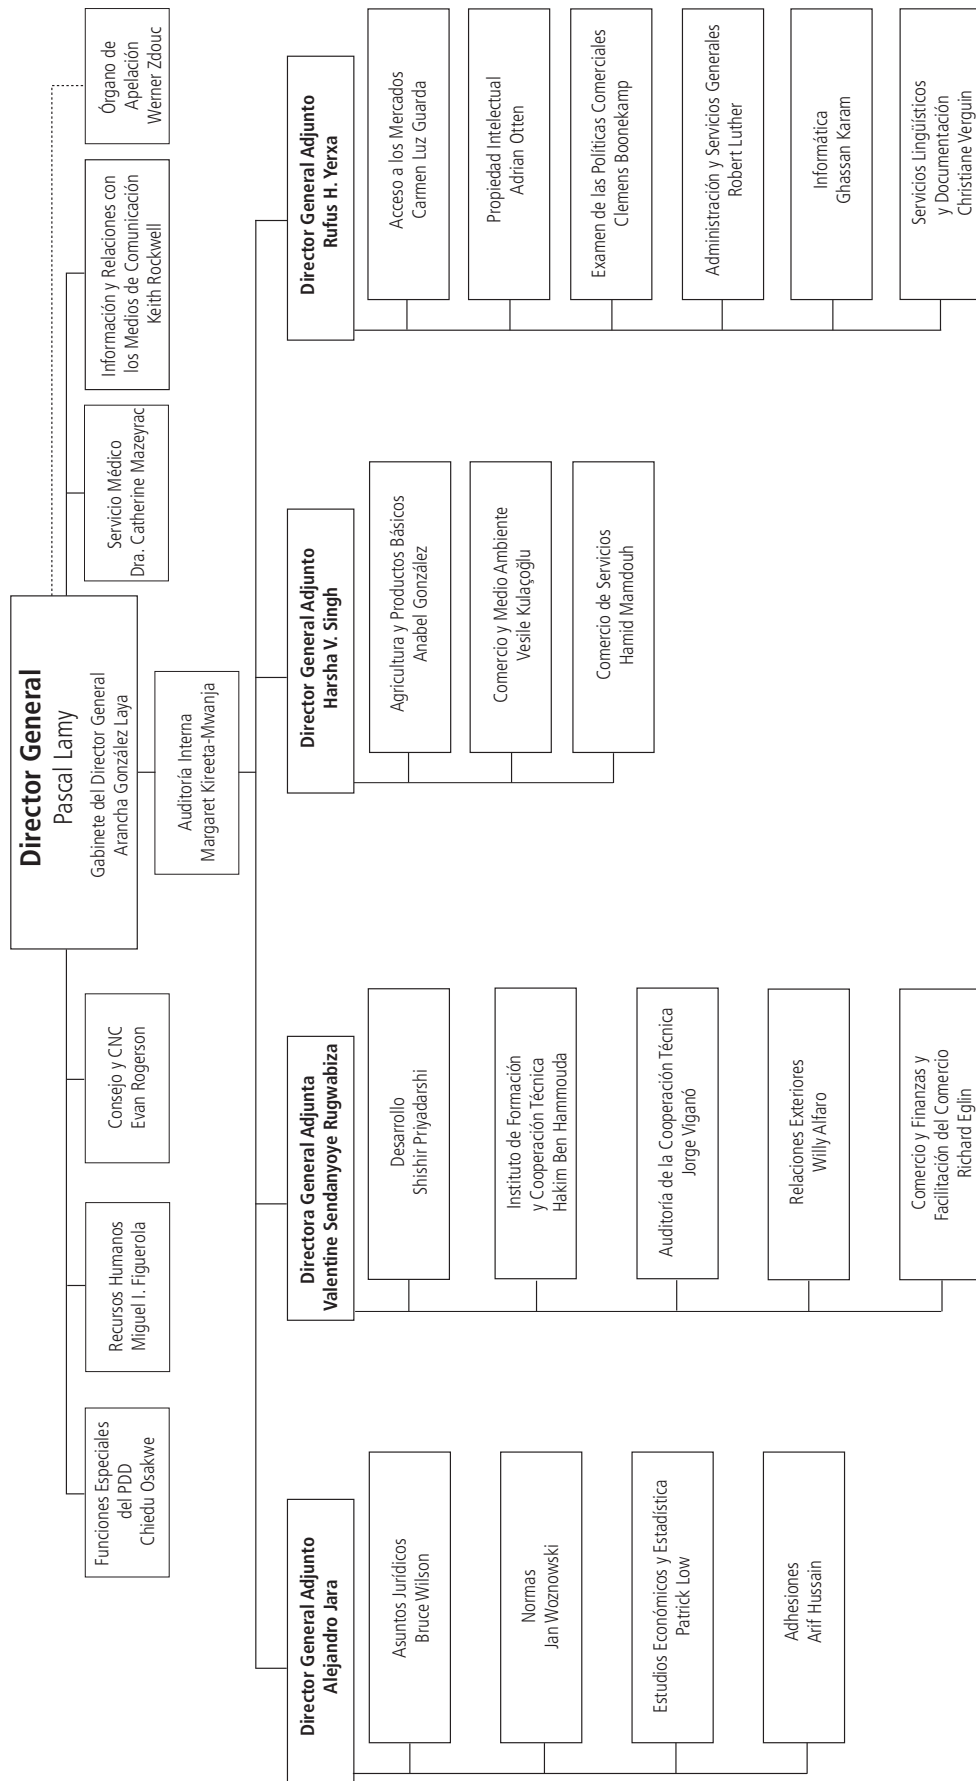 Director General
Pascal Lamy
Gabinete del Director General
Arancha González Laya
Funciones Especiales
del PDD
Chiedu Osakwe
Recursos Humanos
Miguel I. Figuerola
Consejo y CNC
Evan Rogerson
Servicio Médico
Dra. Catherine Mazeyrac
Información y Relaciones con
los Medios de Comunicación
Keith Rockwell
Órgano de
Apelación
Werner Zdouc
Auditoría Interna
Margaret Kireeta-Mwanja
Director General Adjunto
Alejandro Jara
Asuntos Jurídicos
Bruce Wilson
Normas
Jan Woznowski
Estudios Económicos y Estadística
Patrick Low
Adhesiones
Arif Hussain
Directora General Adjunta
Valentine Sendanyoye Rugwabiza
Desarrollo
Shishir Priyadarshi
Instituto de Formación
y Cooperación Técnica
Hakim Ben Hammouda
Auditoría de la Cooperación Técnica
Jorge Viganó
Relaciones Exteriores
Willy Alfaro
Comercio y Finanzas y
Facilitación del Comercio
Richard Eglin
Director General Adjunto
Harsha V. Singh
Agricultura y Productos Básicos
Anabel González
Comercio y Medio Ambiente
Vesile Kulaçoğlu
Comercio de Servicios
Hamid Mamdouh
Director General Adjunto
Rufus H. Yerxa
Acceso a los Mercados
Carmen Luz Guarda
Propiedad Intelectual
Adrian Otten
Examen de las Políticas Comerciales
Clemens Boonekamp
Administración y Servicios Generales
Robert Luther
Informática
Ghassan Karam
Servicios Lingüísticos
y Documentación
Christiane Verguin